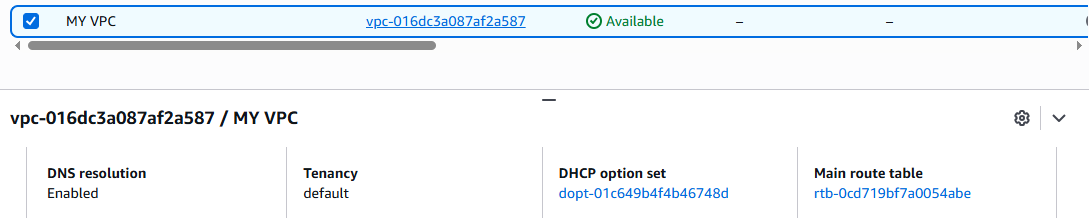 MY VPC vpc-016dc3a087af2a587 Available – –
vpc-016dc3a087af2a587 / MY VPC
DNS resolution Tenancy DHCP option set Main route table
Enabled default dopt-01c649b4f4b46748d rtb-0cd719bf7a0054abe